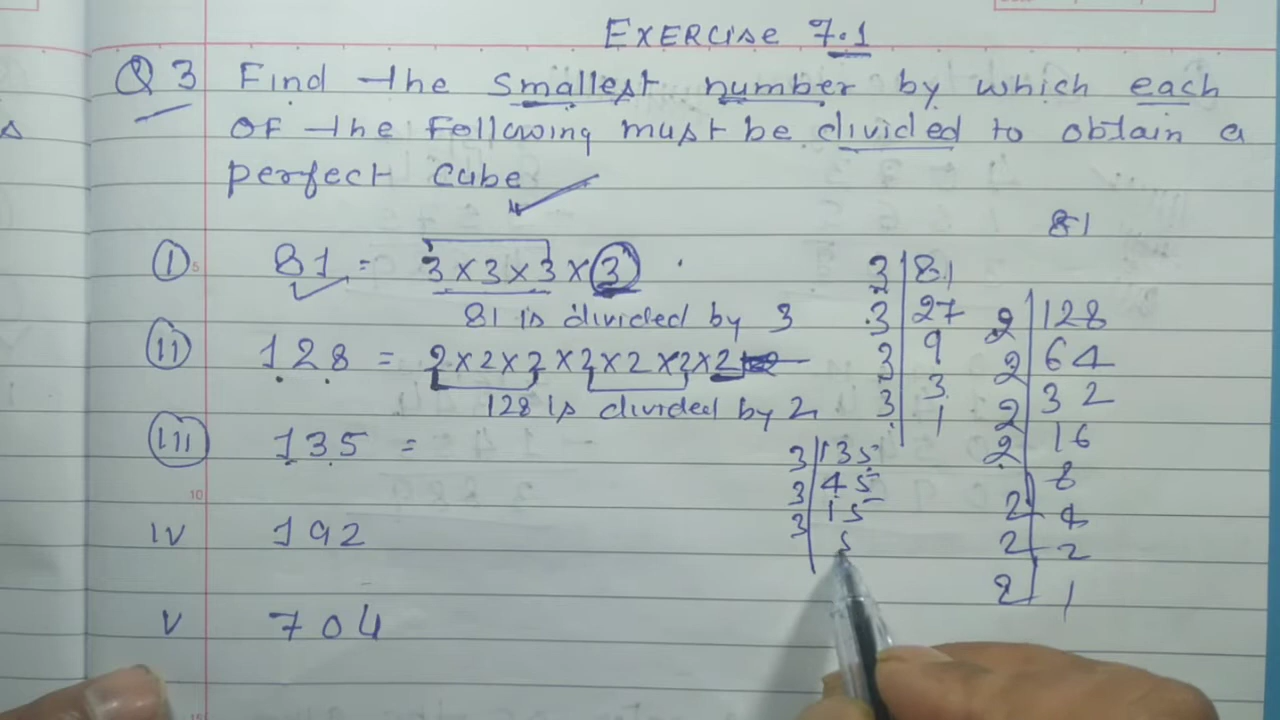 EXERCISE 7.1
Q 3 Find the smallest number by which each
of the following must be divided to obtain a
perfect cube
81
(i) 81 = 3 x 3 x 3 x 3
81 is divided by 3
(ii) 128 = 2 x 2 x 2 x 2 x 2 x 2 x 2
128 is divided by 2
(iii) 135 =
iv 192
v 704
3 | 81
3 | 27
3 | 9
3 | 3
1
2 | 128
2 | 64
2 | 32
2 | 16
8
2 | 4
2 | 2
2 | 1
3 | 135
3 | 45
3 | 15
5
5
10
15